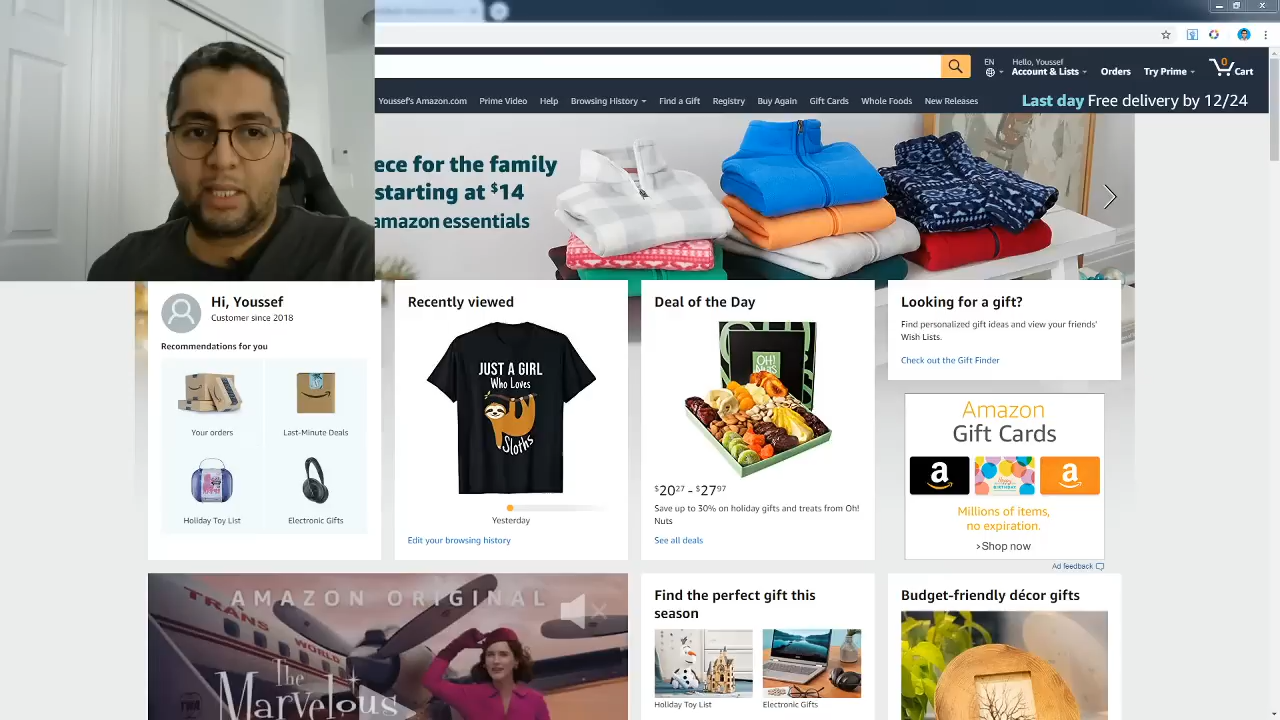 EN
Hello, Youssef
Account & Lists
Orders
Try Prime
0
Cart
Youssef's Amazon.com
Prime Video
Help
Browsing History
Find a Gift
Registry
Buy Again
Gift Cards
Whole Foods
New Releases
Last day Free delivery by 12/24
ece for the family
starting at $14
amazon essentials
Hi, Youssef
Customer since 2018
Recommendations for you
Your orders
Last-Minute Deals
Holiday Toy List
Electronic Gifts
Recently viewed
JUST A GIRL
Who Loves
Sloths
Yesterday
Edit your browsing history
Deal of the Day
OH!
NUTS
$20.27 - $27.97
Save up to 30% on holiday gifts and treats from Oh!
Nuts
See all deals
Looking for a gift?
Find personalized gift ideas and view your friends'
Wish Lists.
Check out the Gift Finder
Amazon
Gift Cards
a
a
Millions of items,
no expiration.
›Shop now
Ad feedback
AMAZON ORIGINAL
TRANS WORLD
The
Marvelous
Find the perfect gift this
season
Holiday Toy List
Electronic Gifts
Budget-friendly décor gifts